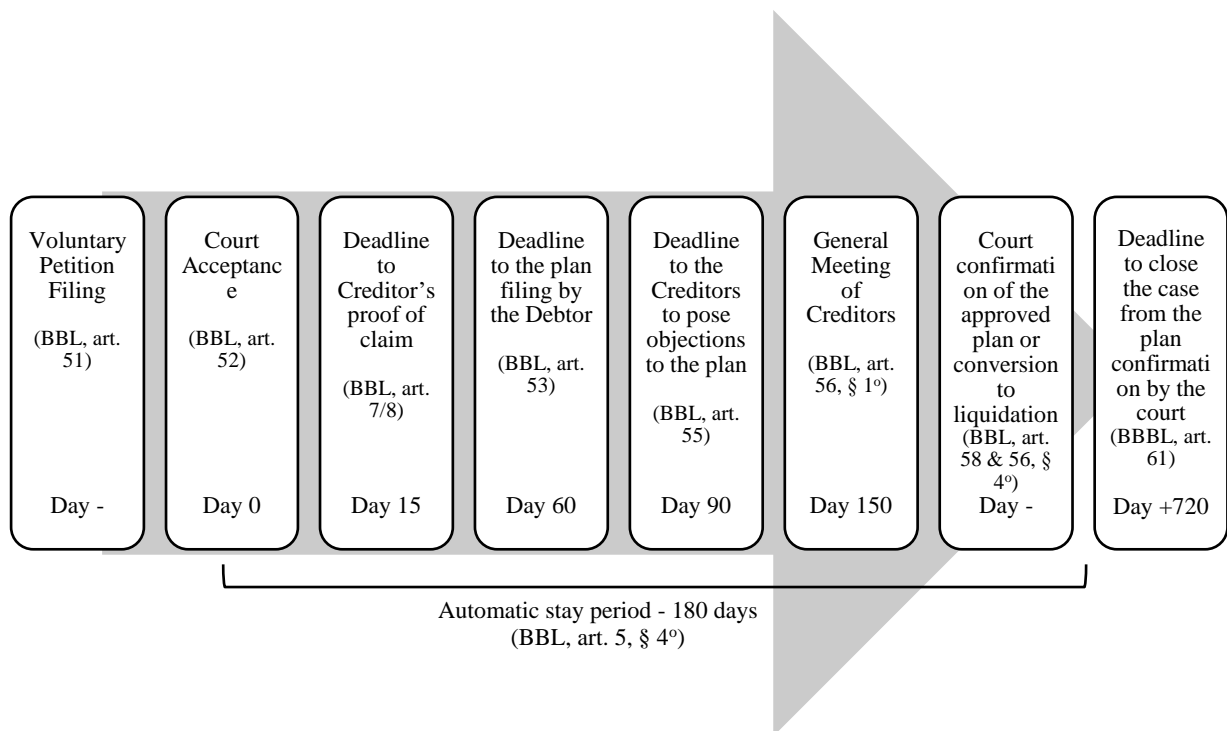 Voluntary
Petition
Filing
(BBL, art.
51)
Day -
Court
Acceptanc
e
(BBL, art.
52)
Day 0
Deadline
to
Creditor’s
proof of
claim
(BBL, art.
7/8)
Day 15
Deadline
to the plan
filing by
the Debtor
(BBL, art.
53)
Day 60
Deadline
to the
Creditors
to pose
objections
to the plan
(BBL, art.
55)
Day 90
General
Meeting
of
Creditors
(BBL, art.
56, § 1º)
Day 150
Court
confirmati
on of the
approved
plan or
conversion
to
liquidation
(BBL, art.
58 & 56, §
4º)
Day -
Deadline
to close
the case
from the
plan
confirmati
on by the
court
(BBBL, art.
61)
Day +720
Automatic stay period - 180 days
(BBL, art. 5, § 4º)